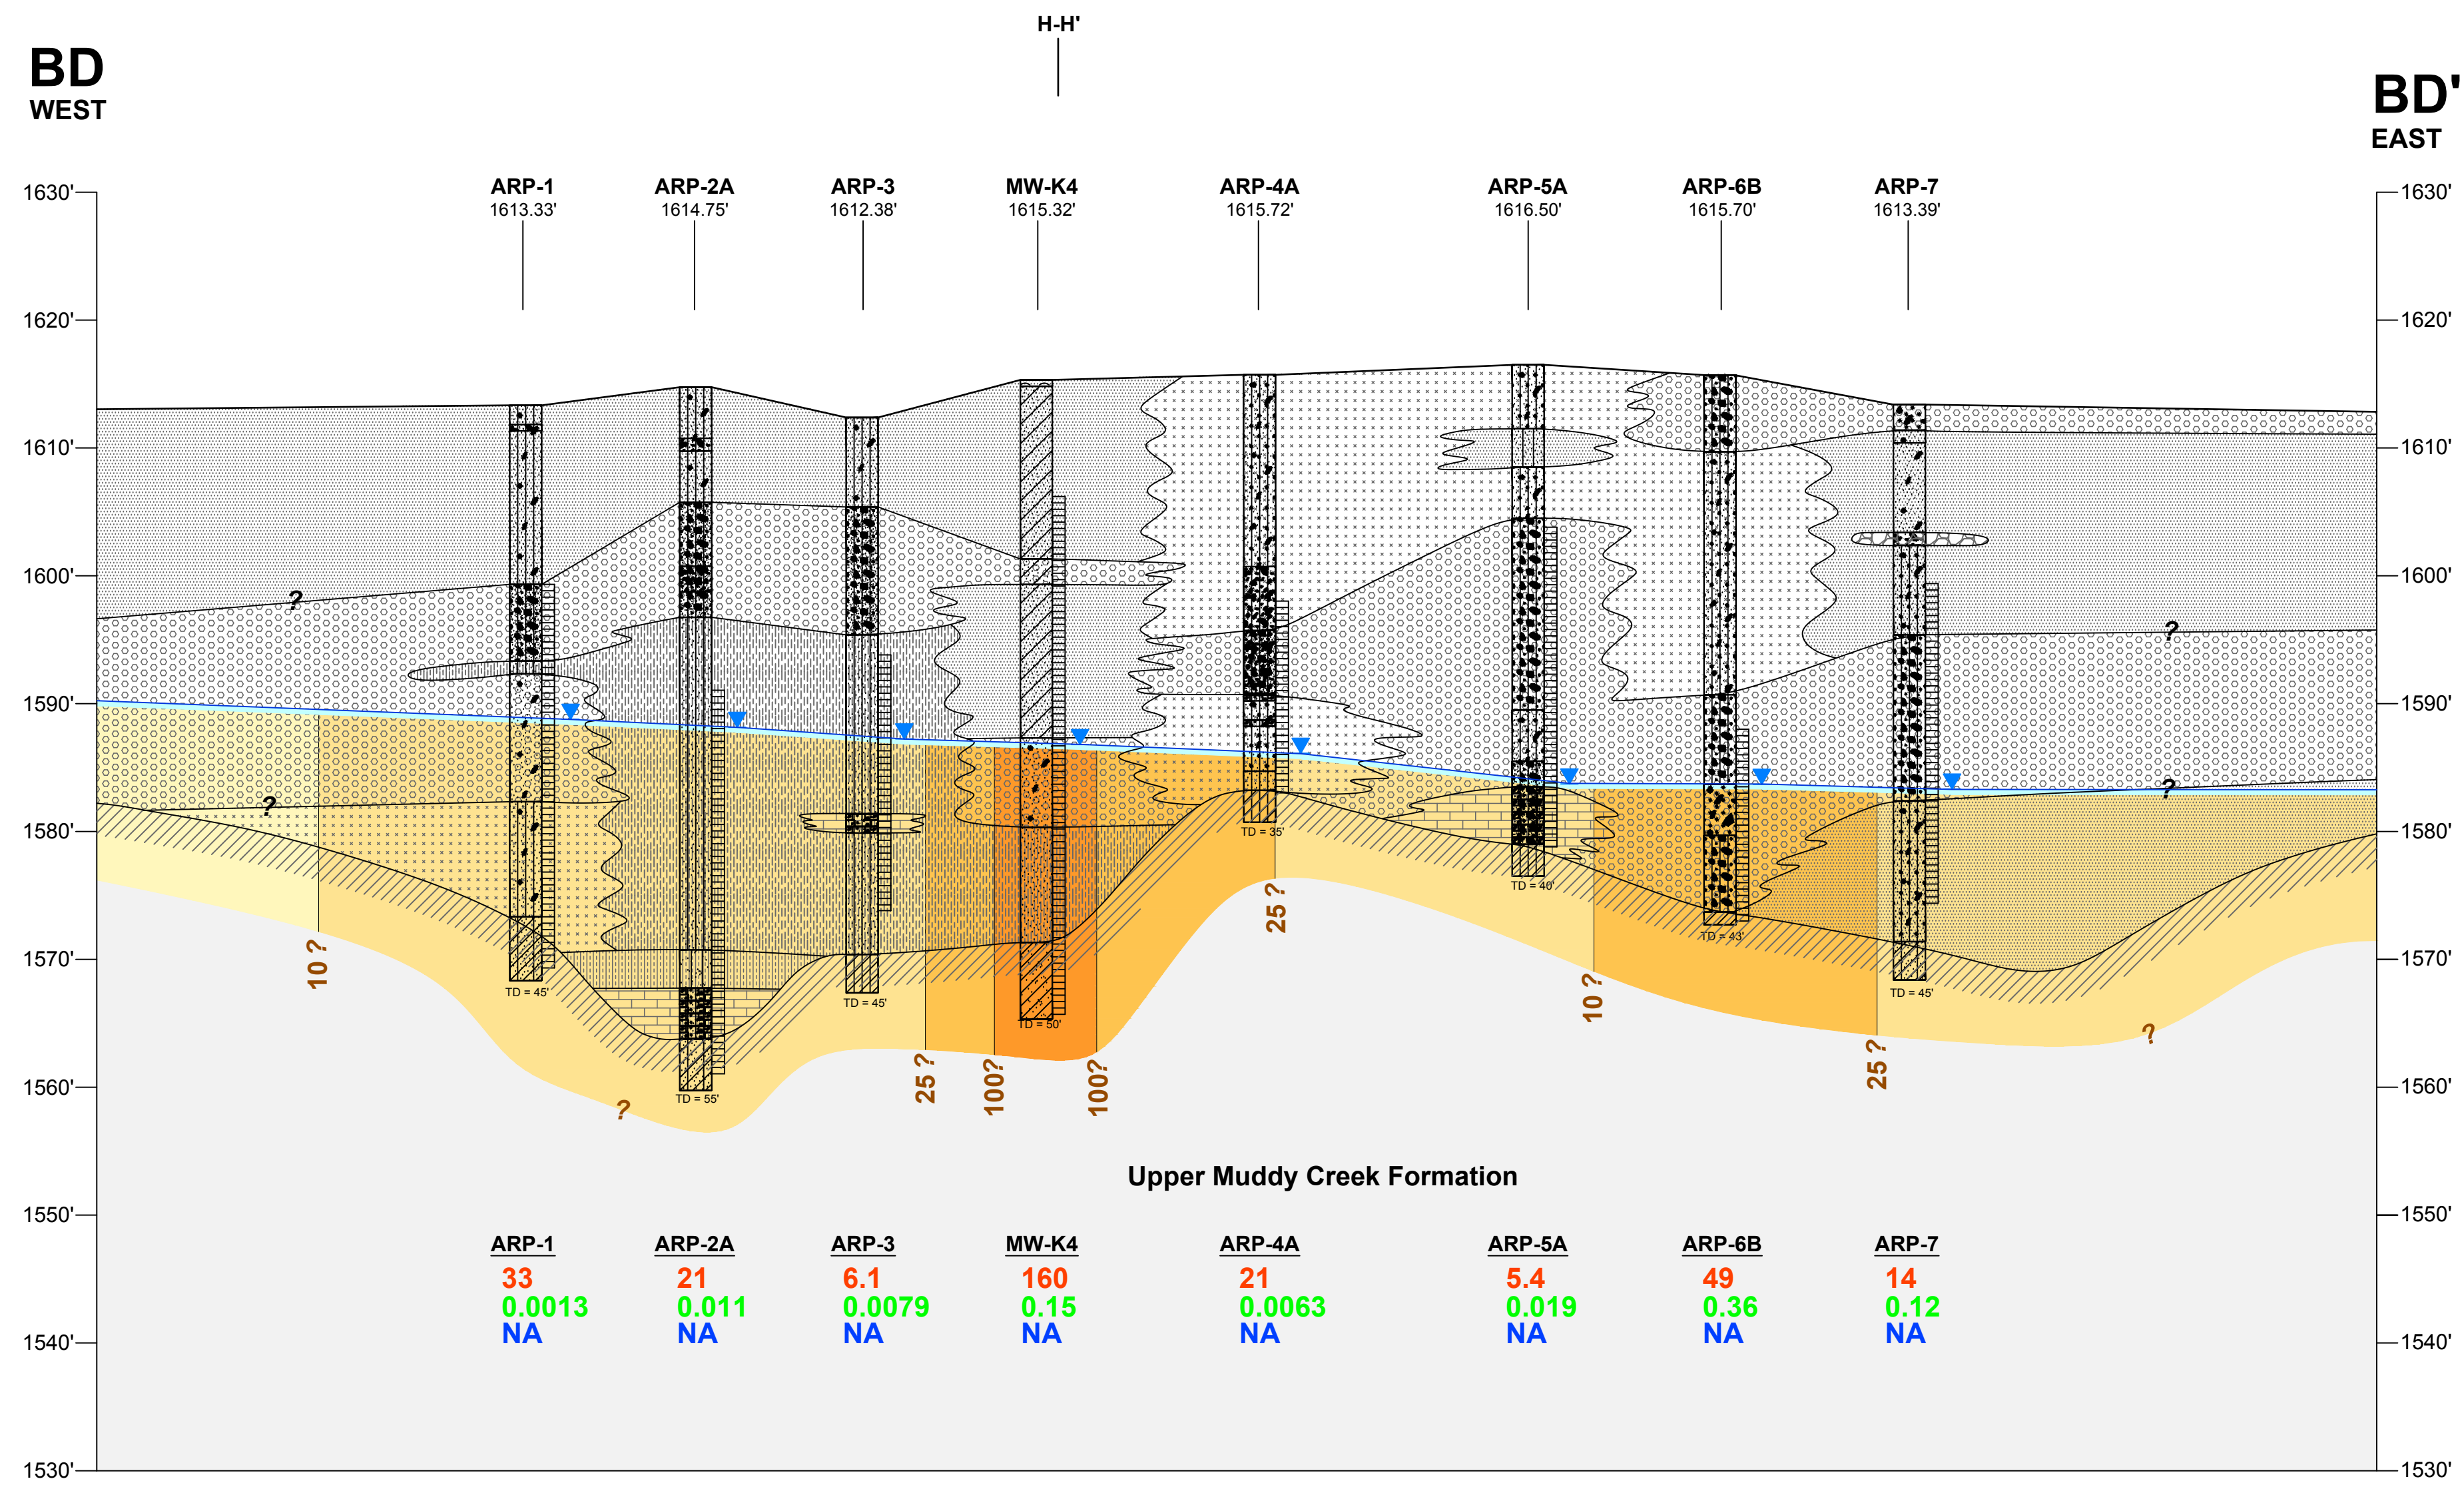 H-H'
BD
WEST
BD'
EAST
ARP-1 ARP-2A ARP-3 MW-K4 ARP-4A ARP-5A ARP-6B ARP-7
1613.33' 1614.75' 1612.38' 1615.32' 1615.72' 1616.50' 1615.70' 1613.39'
1630' 1630'
1620' 1620'
1610' 1610'
1600' 1600'
? ?
1590' 1590'
? ?
1580' 1580'
TD = 35'
TD = 40'
25 ?
TD = 43'
1570' 1570'
10 ?
TD = 45' TD = 45' TD = 45'
10 ?
TD = 50'
?
1560' 1560'
25 ? 100? 100? 25 ?
TD = 55'
?
Upper Muddy Creek Formation
1550' 1550'
ARP-1 ARP-2A ARP-3 MW-K4 ARP-4A ARP-5A ARP-6B ARP-7
33 21 6.1 160 21 5.4 49 14
0.0013 0.011 0.0079 0.15 0.0063 0.019 0.36 0.12
NA NA NA NA NA NA NA NA
1540' 1540'
1530' 1530'